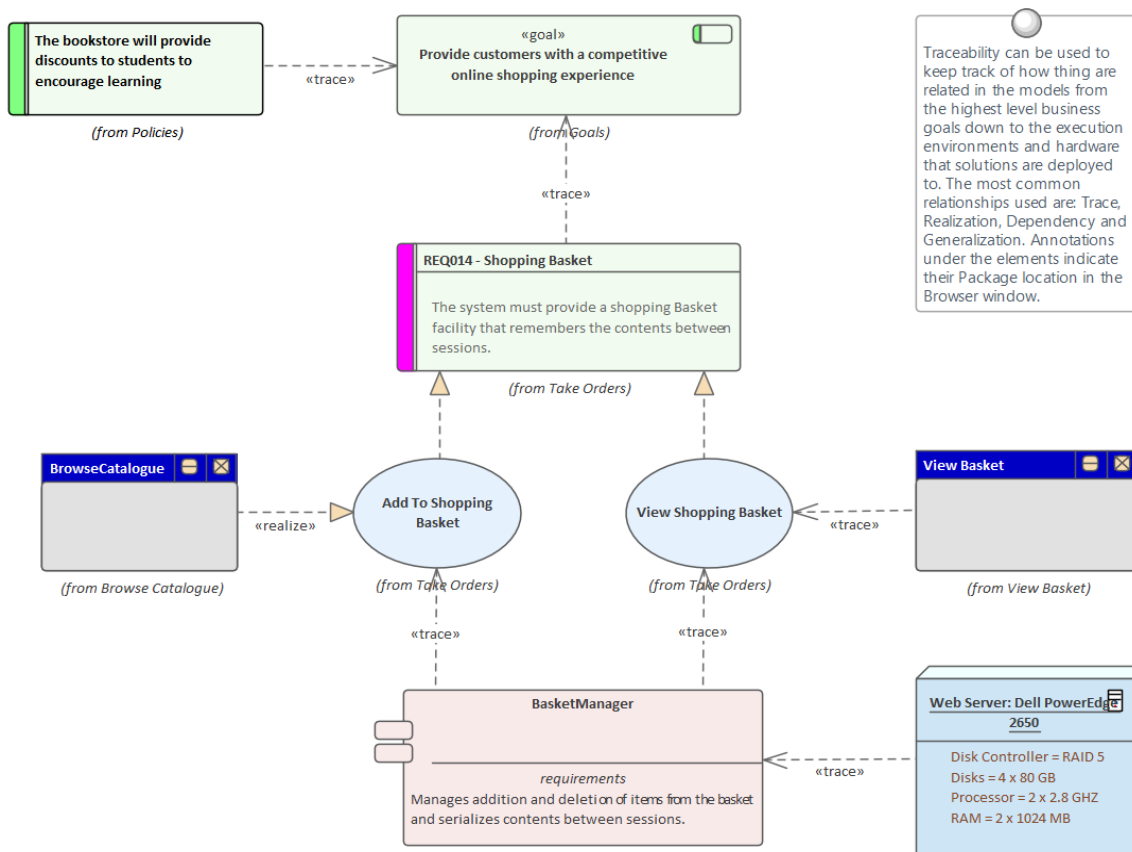 The bookstore will provide
discounts to students to
encourage learning
(from Policies)
«trace»
«goal»
Provide customers with a competitive
online shopping experience
(from Goals)
Traceability can be used to
keep track of how thing are
related in the models from
the highest level business
goals down to the execution
environments and hardware
that solutions are deployed
to. The most common
relationships used are: Trace,
Realization, Dependency and
Generalization. Annotations
under the elements indicate
their Package location in the
Browser window.
«trace»
REQ014 - Shopping Basket
The system must provide a shopping Basket
facility that remembers the contents between
sessions.
(from Take Orders)
BrowseCatalogue
(from Browse Catalogue)
«realize»
Add To Shopping
Basket
(from Take Orders)
View Shopping Basket
(from Take Orders)
«trace»
View Basket
(from View Basket)
«trace»
«trace»
BasketManager
requirements
Manages addition and deletion of items from the basket
and serializes contents between sessions.
«trace»
Web Server: Dell PowerEdge
2650
Disk Controller = RAID 5
Disks = 4 x 80 GB
Processor = 2 x 2.8 GHZ
RAM = 2 x 1024 MB